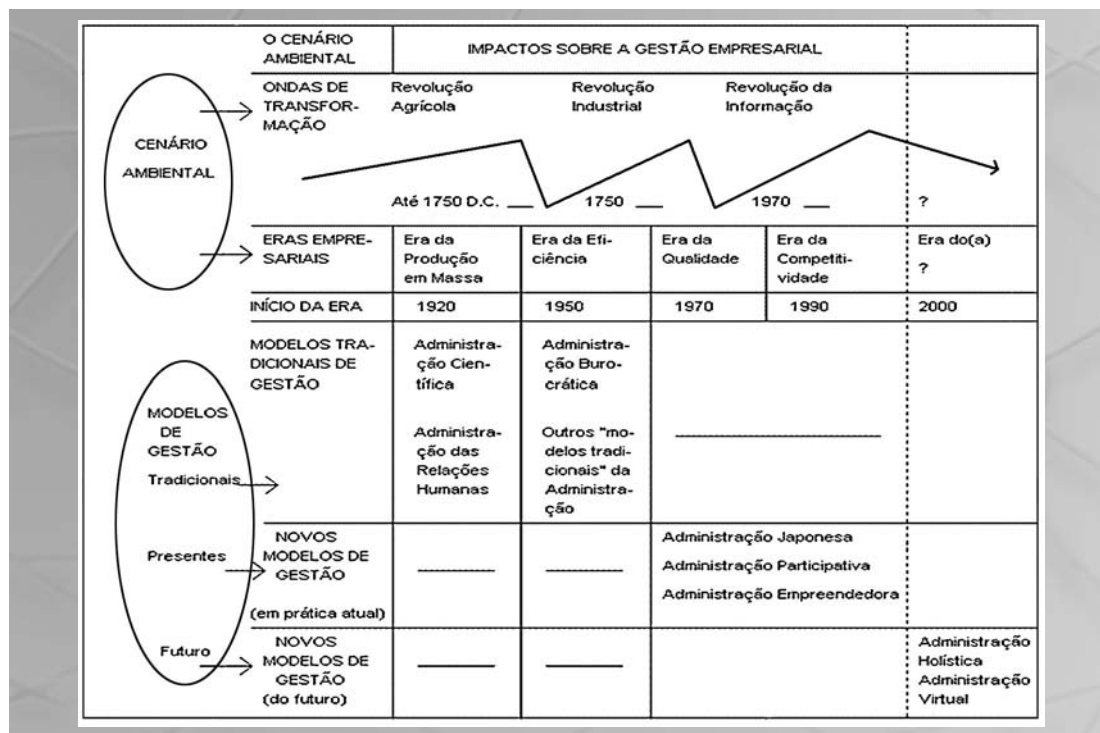 O CENÁRIO
AMBIENTAL
IMPACTOS SOBRE A GESTÃO EMPRESARIAL
CENÁRIO
AMBIENTAL
ONDAS DE
TRANSFOR-
MAÇÃO
Revolução
Agrícola
Revolução
Industrial
Revolução da
Informação
Até 1750 D.C. __
1750 __
1970 __
?
ERAS EMPRE-
SARIAIS
Era da
Produção
em Massa
Era da Efi-
ciência
Era da
Qualidade
Era da
Competiti-
vidade
Era do(a)
?
INÍCIO DA ERA
1920
1950
1970
1990
2000
MODELOS
DE
GESTÃO
Tradicionais
MODELOS TRA-
DICIONAIS DE
GESTÃO
Administra-
ção Cien-
tífica
Administra-
ção das
Relações
Humanas
Administra-
ção Buro-
crática
Outros "mo-
delos tradi-
cionais" da
Administra-
ção
Presentes
NOVOS
MODELOS DE
GESTÃO
(em prática atual)
Administração Japonesa
Administração Participativa
Administração Empreendedora
Futuro
NOVOS
MODELOS DE
GESTÃO
(do futuro)
Administração
Holística
Administração
Virtual